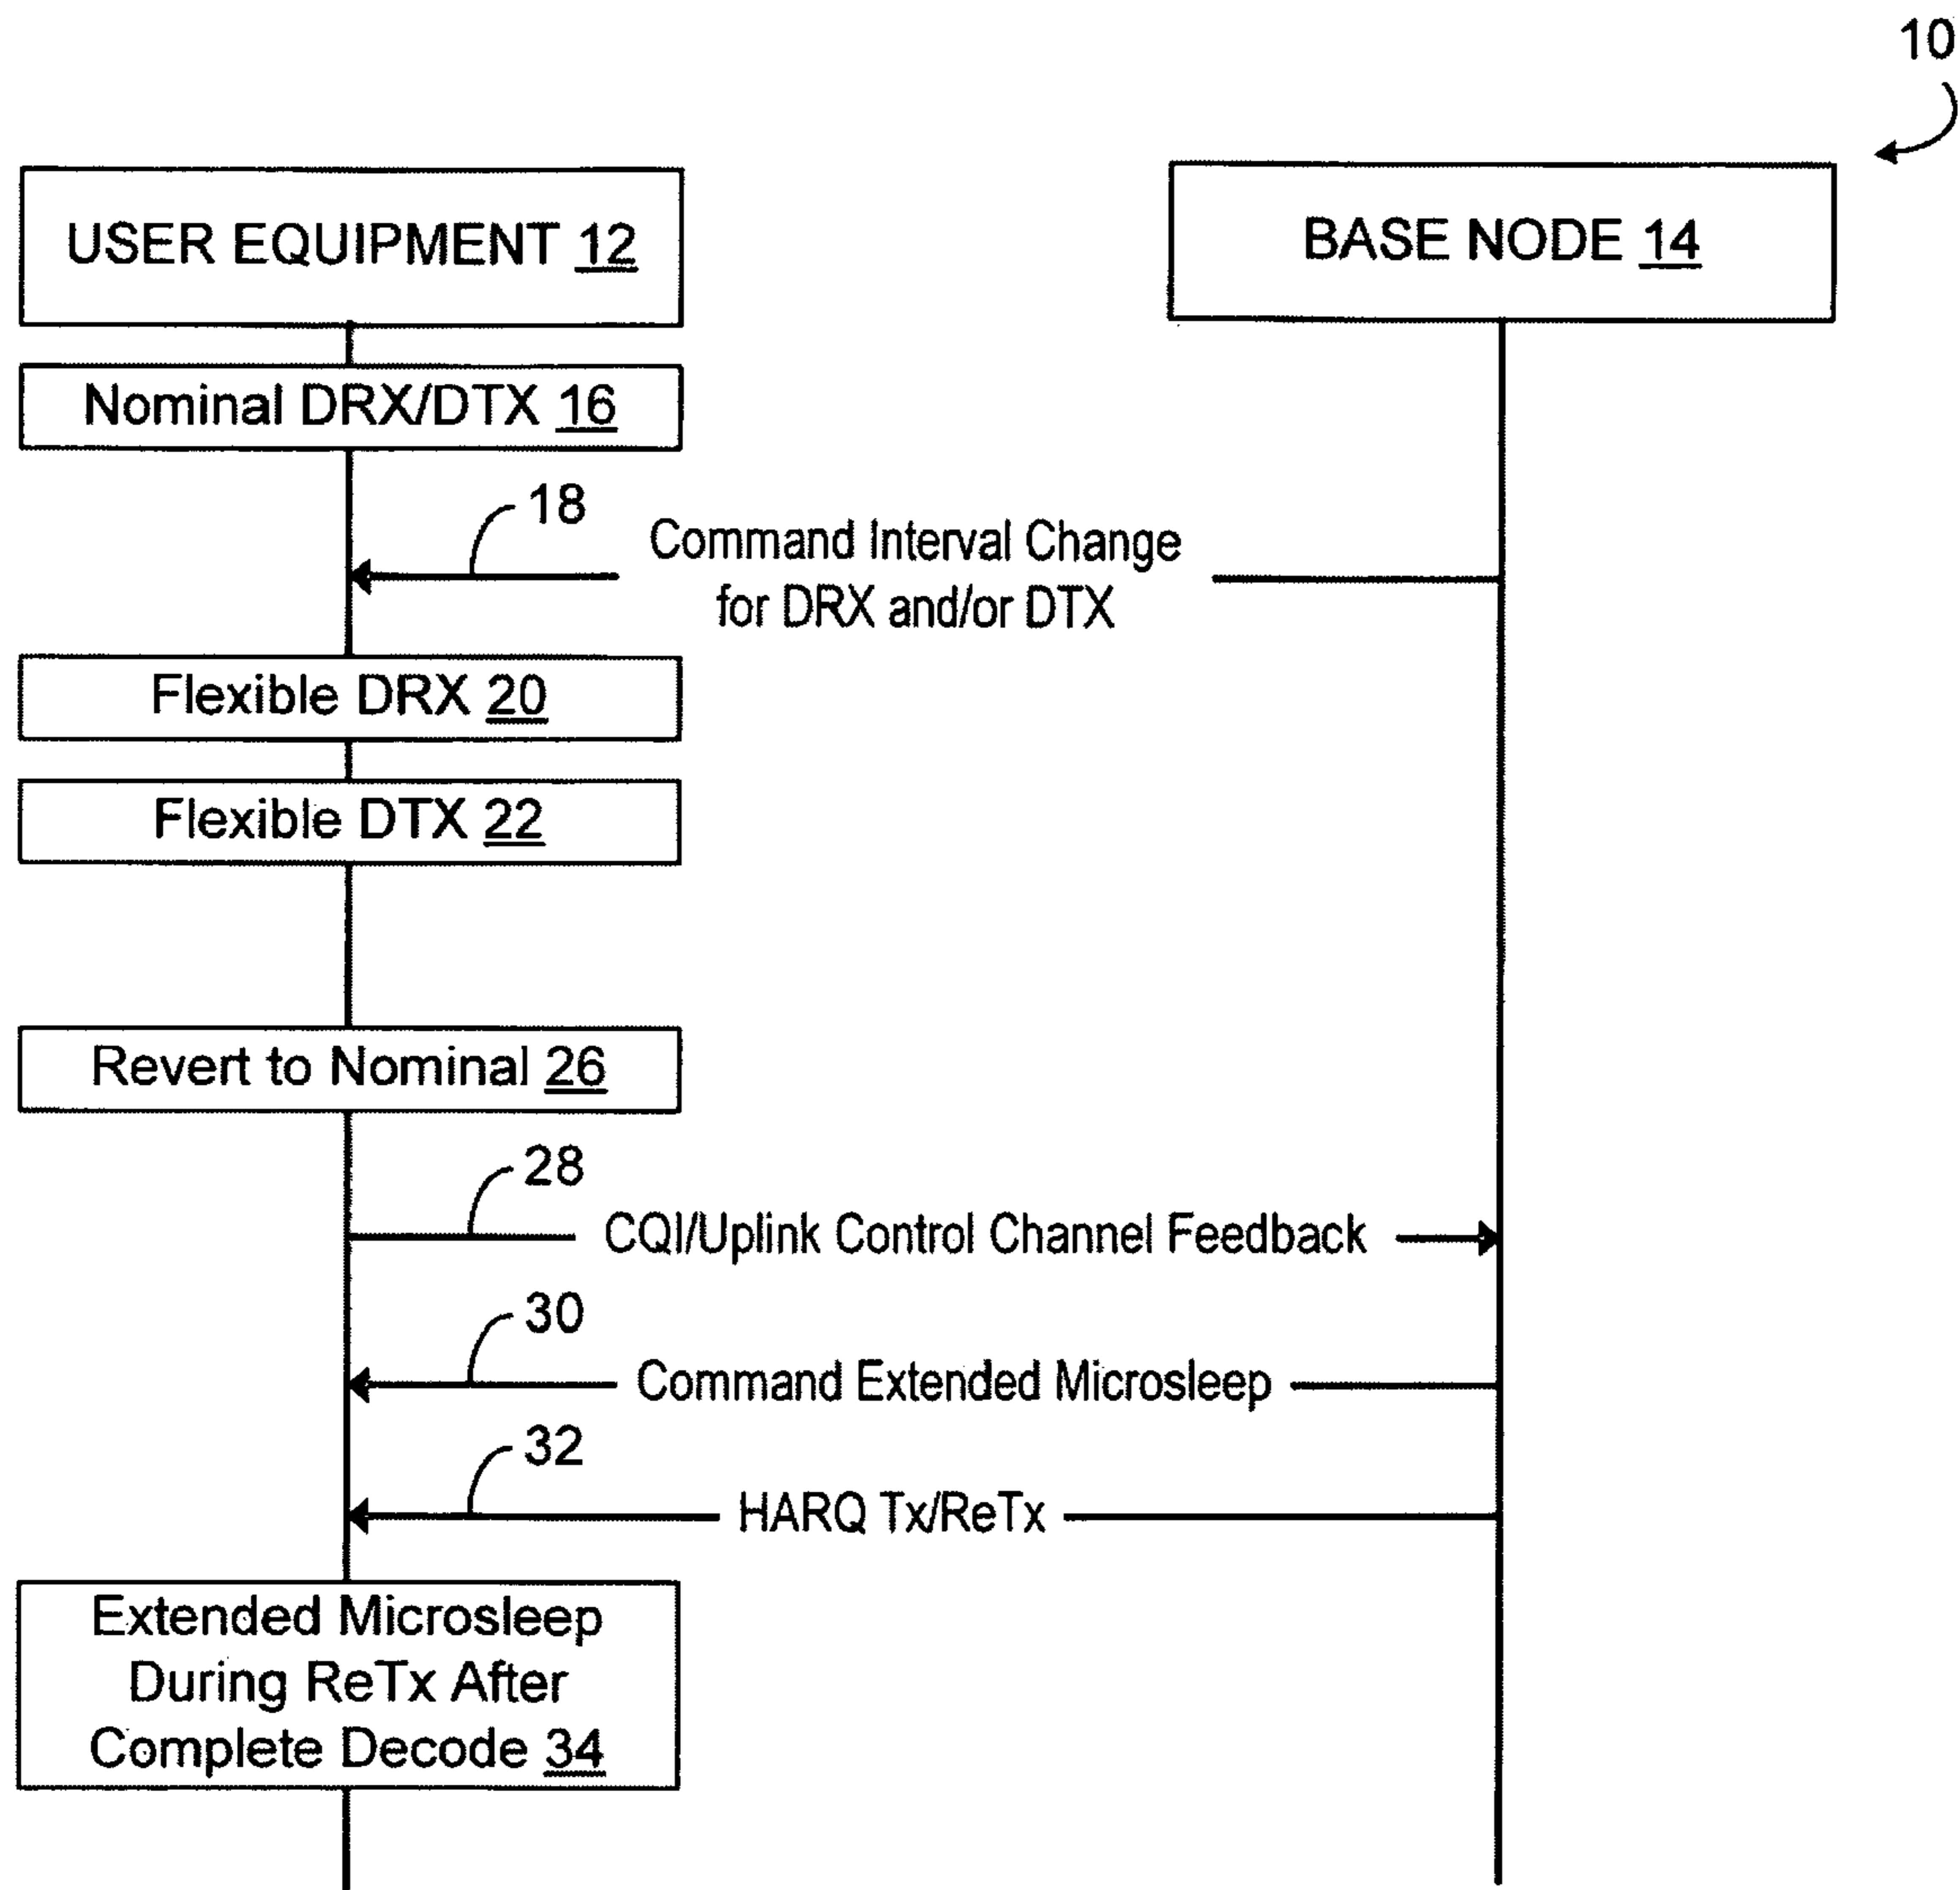 10
USER EQUIPMENT 12
BASE NODE 14
Nominal DRX/DTX 16
18
Command Interval Change
for DRX and/or DTX
Flexible DRX 20
Flexible DTX 22
Revert to Nominal 26
28
CQI/Uplink Control Channel Feedback
30
Command Extended Microsleep
32
HARQ Tx/ReTx
Extended Microsleep
During ReTx After
Complete Decode 34